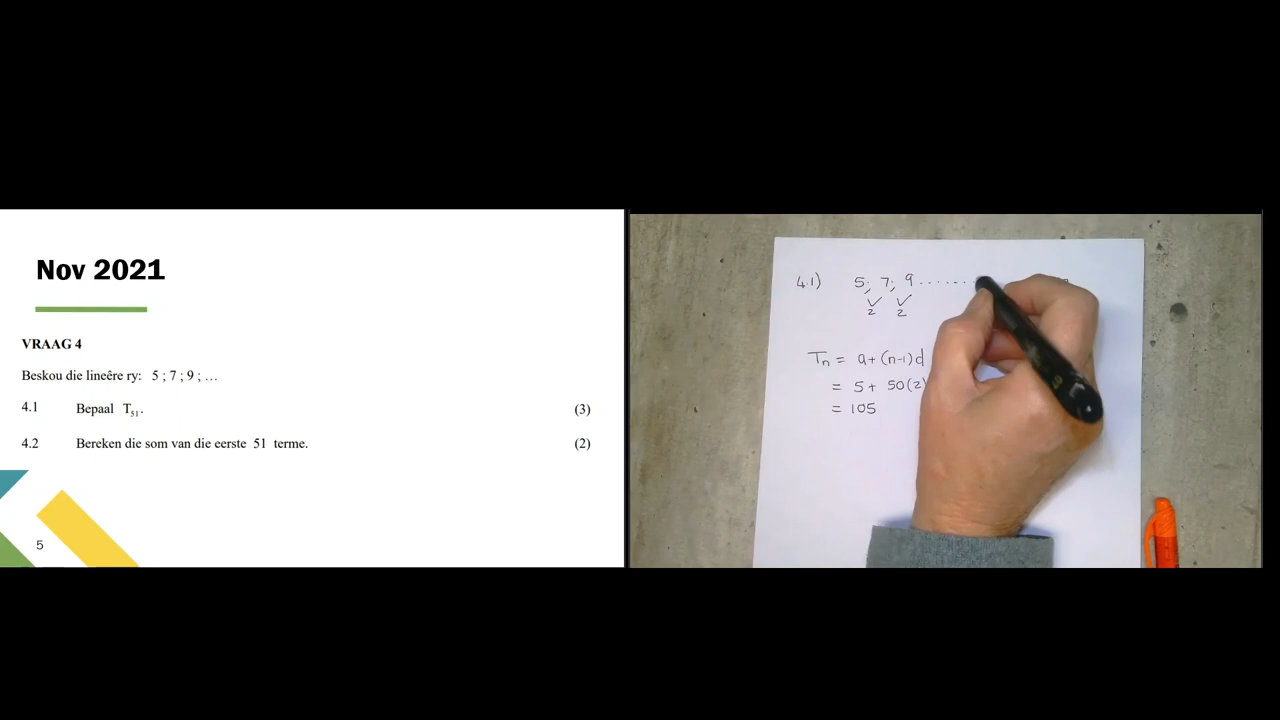 Nov 2021
VRAAG 4
Beskou die lineêre ry: 5 ; 7 ; 9 ; …
4.1 Bepaal T₅₁. (3)
4.2 Bereken die som van die eerste 51 terme. (2)
5
4.1) 5; 7; 9 .......
2 2
Tn = a + (n-1)d
= 5 + 50(2)
= 105